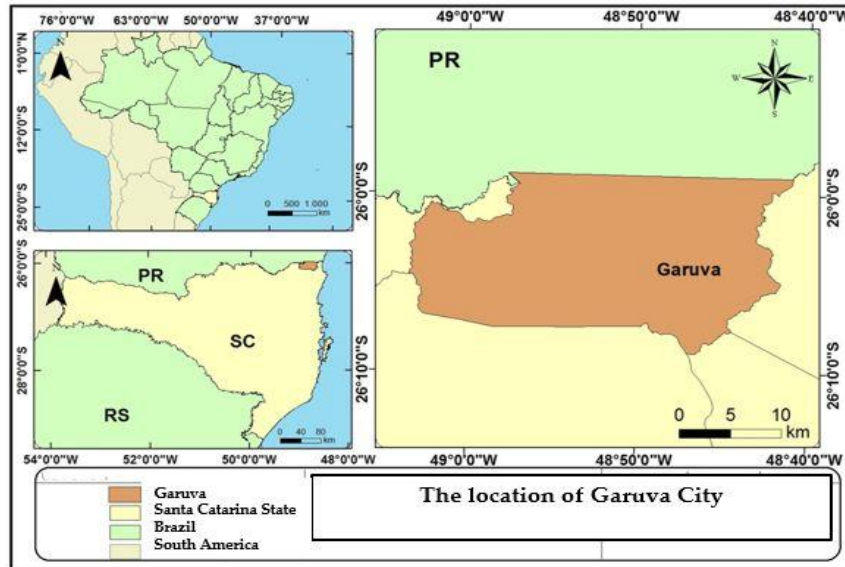 76°0'0"W 63°0'0"W 50°0'0"W 37°0'0"W
1°0'0"N
12°0'0"S
25°0'0"S
N
0 500 1 000
km
26°0'0"S
28°0'0"S
N
PR
SC
RS
0 40 80
km
54°0'0"W 52°0'0"W 50°0'0"W 48°0'0"W
49°0'0"W 48°50'0"W 48°40'0"W
PR
N
W E
S
26°0'0"S
Garuva
26°10'0"S
0 5 10
km
26°0'0"S
26°10'0"S
49°0'0"W 48°50'0"W 48°40'0"W
Garuva
Santa Catarina State
Brazil
South America
The location of Garuva City